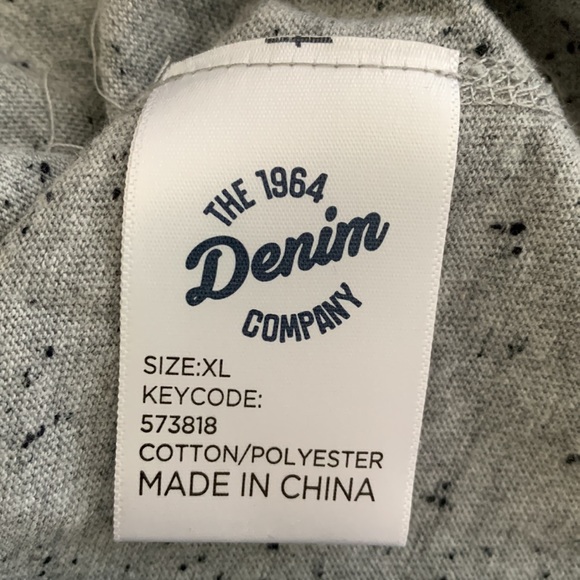 THE 1964
Denim
COMPANY
SIZE:XL
KEYCODE:
573818
COTTON/POLYESTER
MADE IN CHINA